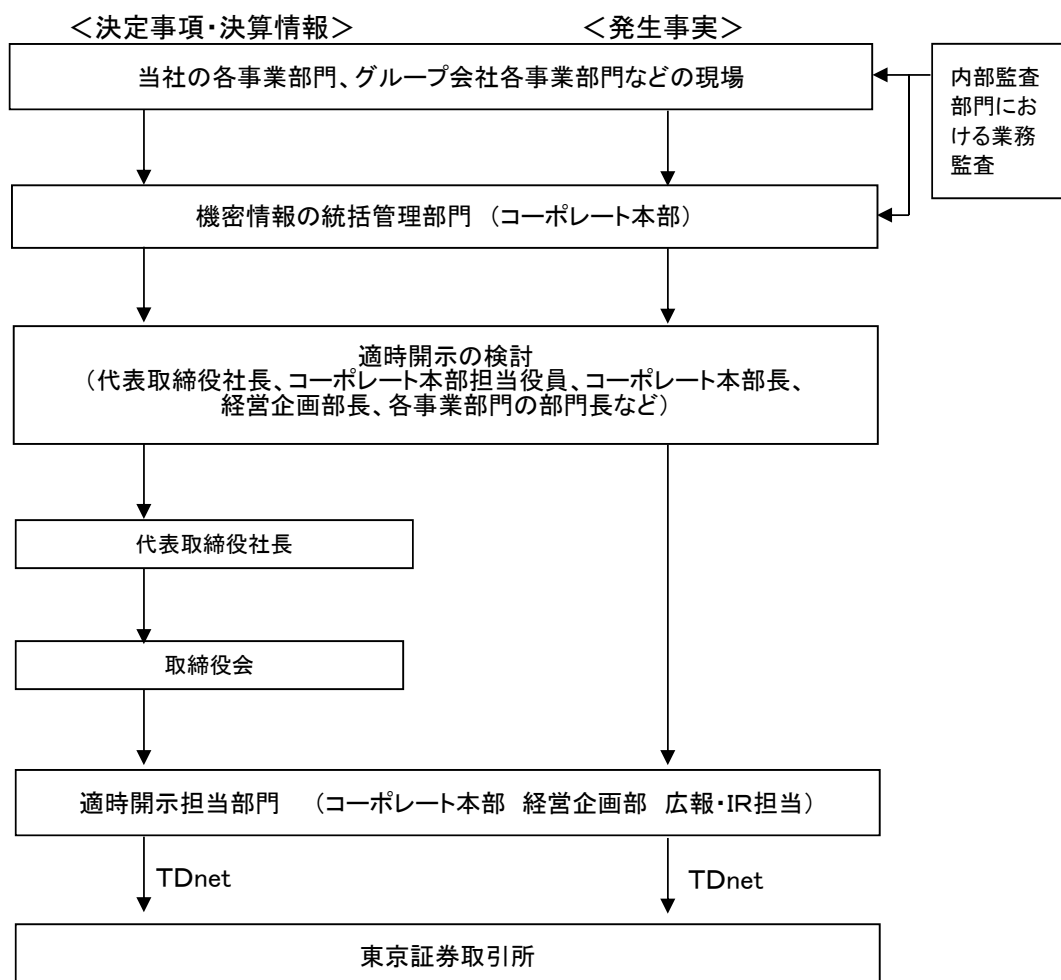 ＜決定事項・決算情報＞ ＜発生事実＞
当社の各事業部門、グループ会社各事業部門などの現場
内部監査
部門にお
ける業務
監査
機密情報の統括管理部門 （コーポレート本部）
適時開示の検討
（代表取締役社長、コーポレート本部担当役員、コーポレート本部長、
経営企画部長、各事業部門の部門長など）
代表取締役社長
取締役会
適時開示担当部門 （コーポレート本部 経営企画部 広報・IR担当）
TDnet TDnet
東京証券取引所